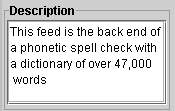 Description
This feed is the back end of
a phonetic spell check with
a dictionary of over 47,000
words